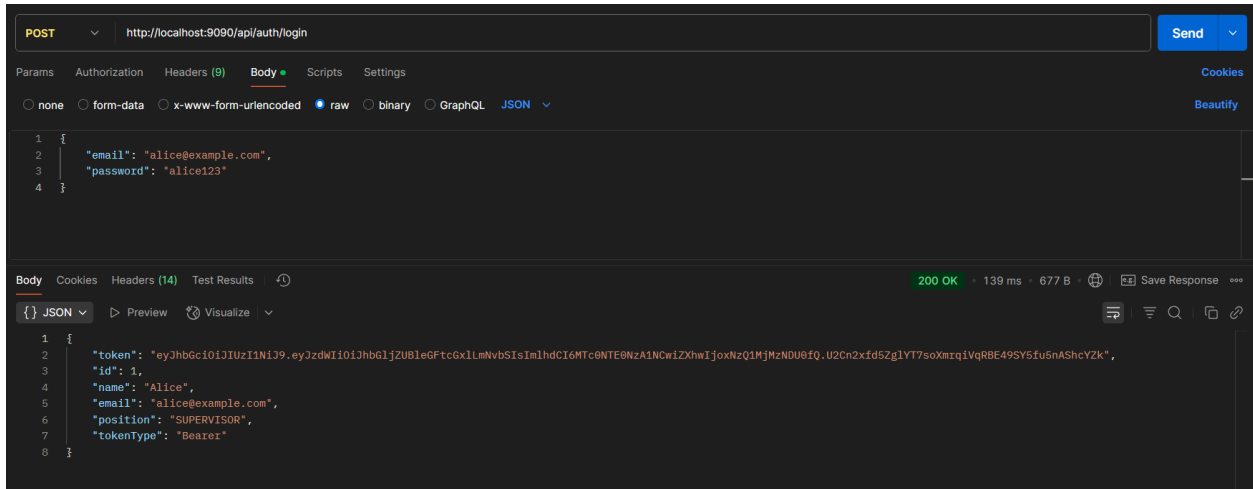 POST http://localhost:9090/api/auth/login Send
Params Authorization Headers (9) Body Scripts Settings Cookies
none form-data x-www-form-urlencoded raw binary GraphQL JSON Beautify
1 {
2 "email": "alice@example.com",
3 "password": "alice123"
4 }
Body Cookies Headers (14) Test Results 200 OK 139 ms 677 B e.g. Save Response
{} JSON Preview Visualize
1 {
2 "token": "eyJhbGciOiJIUzI1NiJ9.eyJzdWIiOiJhbGljZUBleGFtcGxlLmNvbSIsImlhdCI6MTc0NTE0NzA1NCwiZXhwIjoxNzQ1MjMzNDU0fQ.U2Cn2xfd5ZglYT7soXmrqiVqRBE49SY5fu5nAShcYZk",
3 "id": 1,
4 "name": "Alice",
5 "email": "alice@example.com",
6 "position": "SUPERVISOR",
7 "tokenType": "Bearer"
8 }